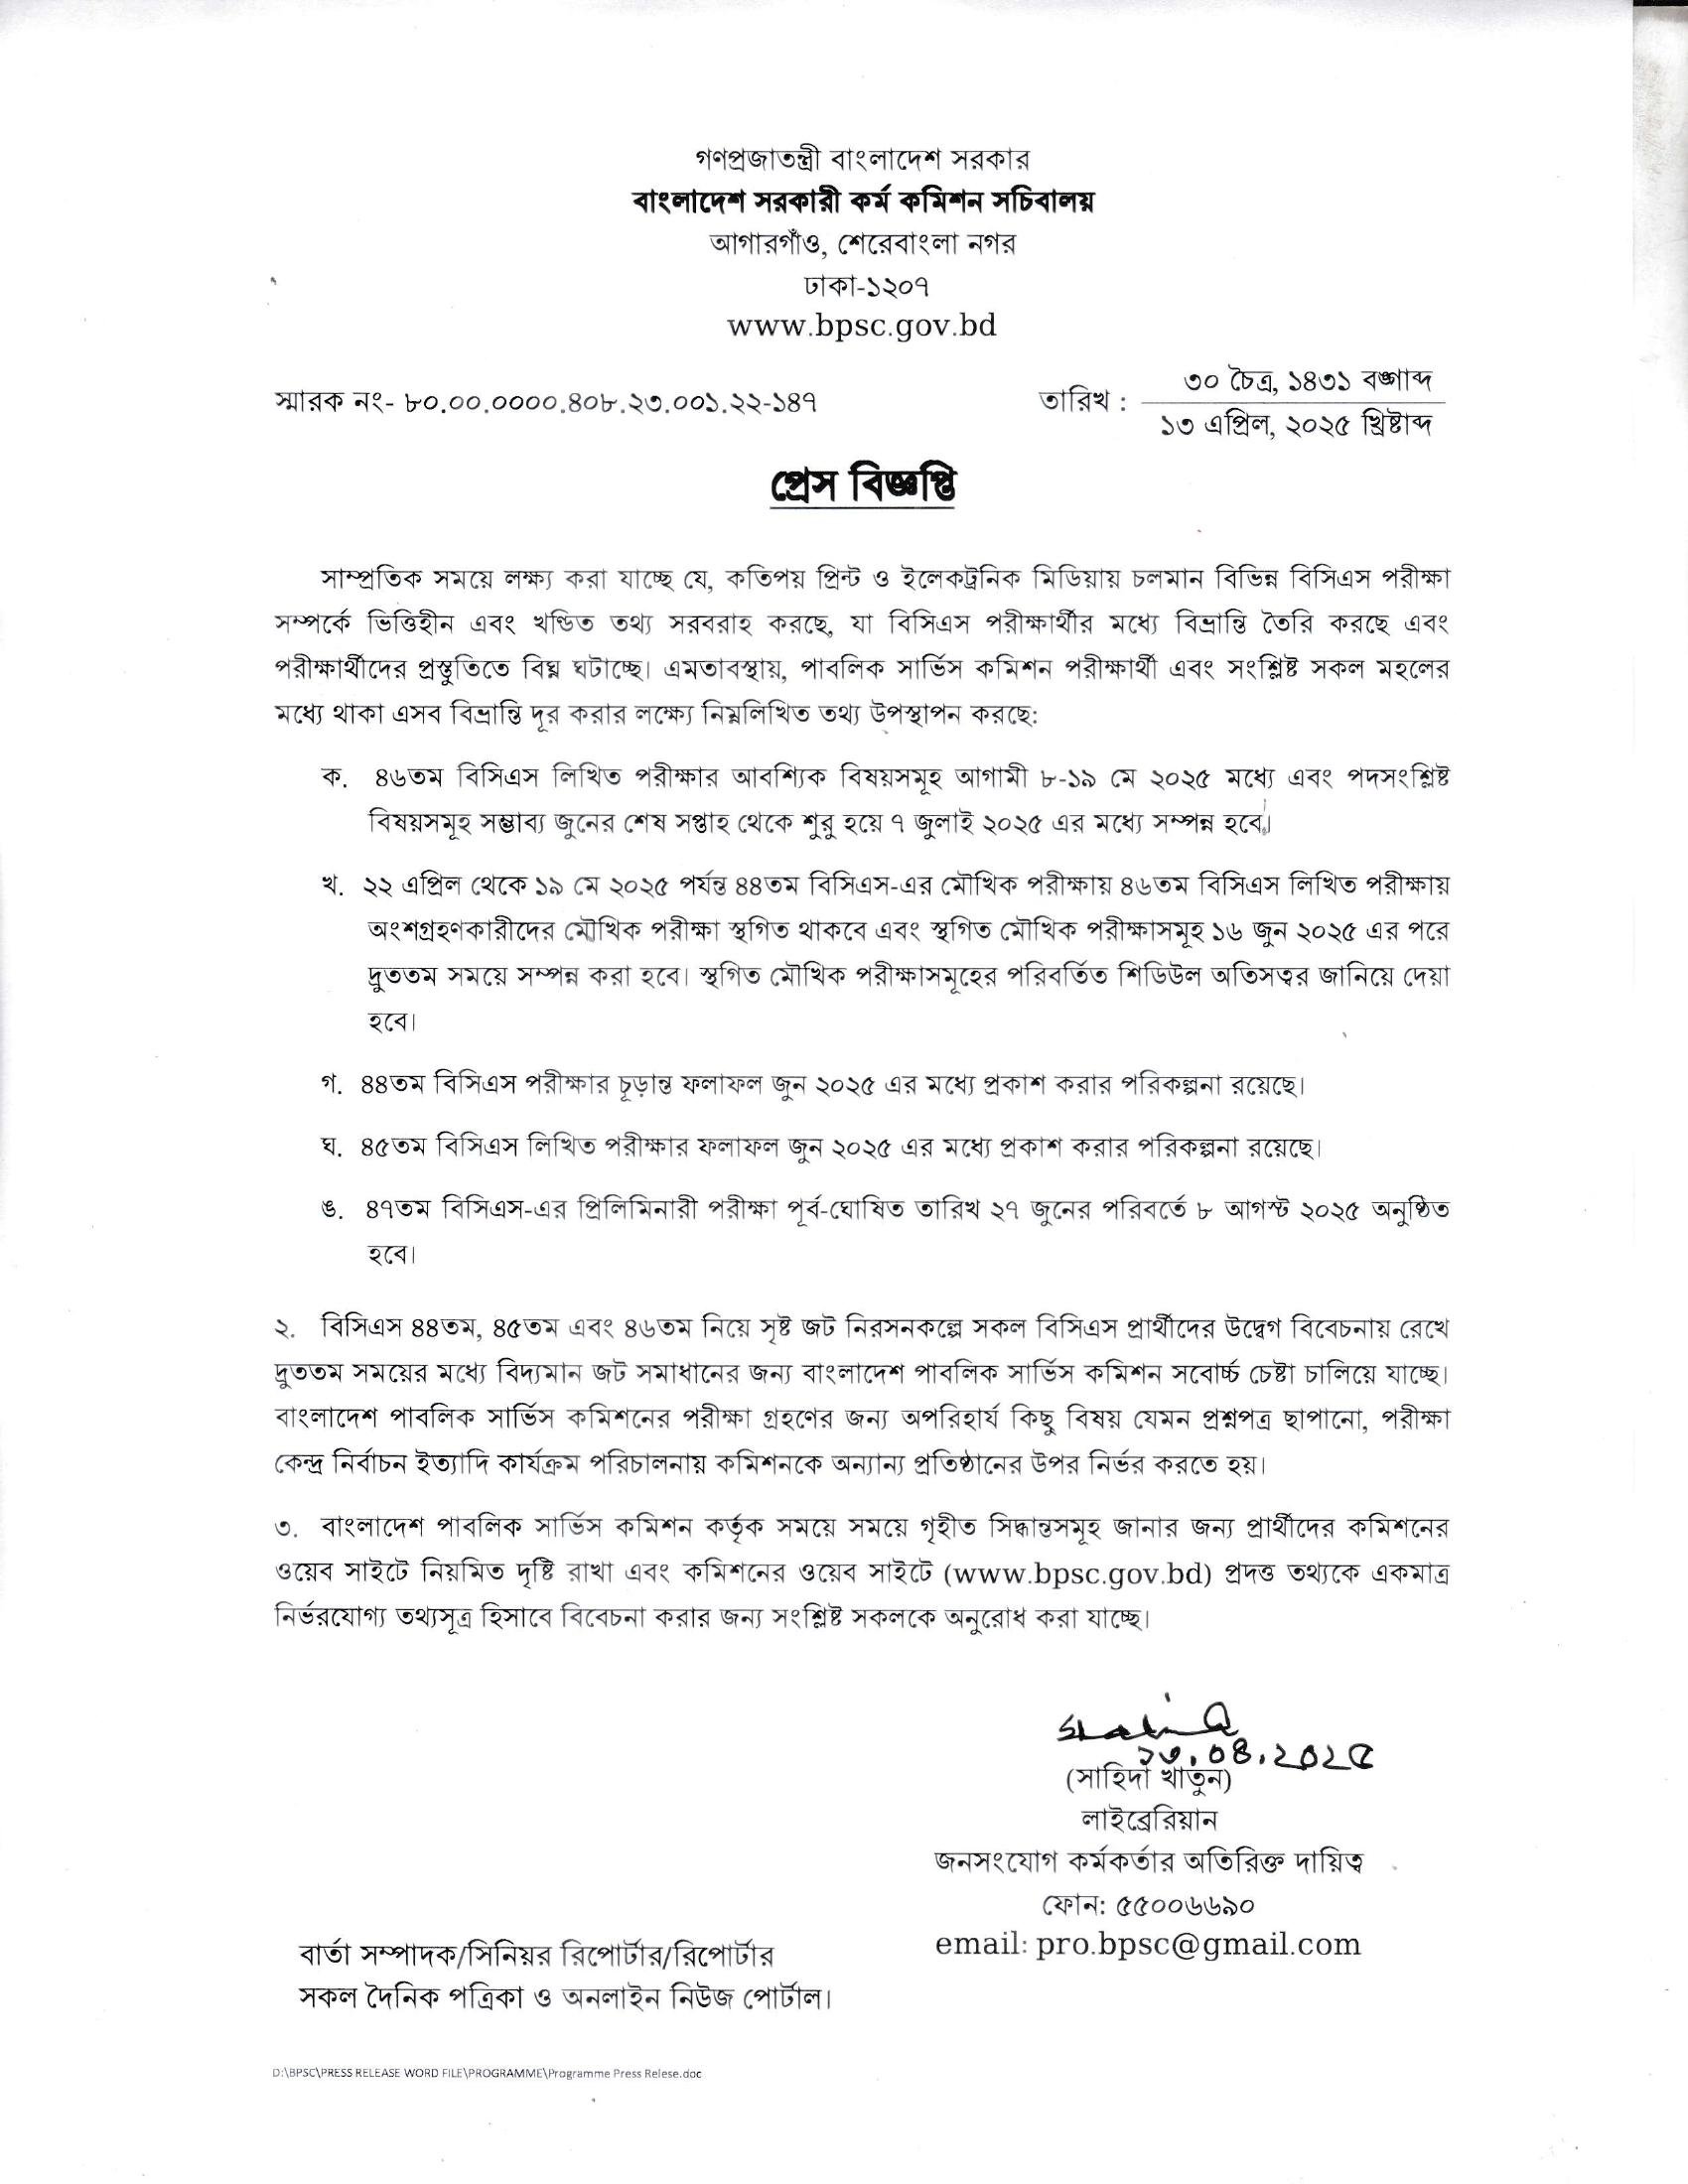 গণপ্রজাতন্ত্রী বাংলাদেশ সরকার
বাংলাদেশ সরকারী কর্ম কমিশন সচিবালয়
আগারগাঁও, শেরেবাংলা নগর
ঢাকা-১২০৭
www.bpsc.gov.bd
স্মারক নং- ৮০.০০.০০০০.৪০৮.২৩.০০১.২২-১৪৭
তারিখ : ৩০ চৈত্র, ১৪৩১ বঙ্গাব্দ
১৩ এপ্রিল, ২০২৫ খ্রিষ্টাব্দ
প্রেস বিজ্ঞপ্তি
সাম্প্রতিক সময়ে লক্ষ্য করা যাচ্ছে যে, কতিপয় প্রিন্ট ও ইলেকট্রনিক মিডিয়ায় চলমান বিভিন্ন বিসিএস পরীক্ষা
সম্পর্কে ভিত্তিহীন এবং খন্ডিত তথ্য সরবরাহ করছে, যা বিসিএস পরীক্ষার্থীর মধ্যে বিভ্রান্তি তৈরি করছে এবং
পরীক্ষার্থীদের প্রস্তুতিতে বিঘ্ন ঘটাচ্ছে। এমতাবস্থায়, পাবলিক সার্ভিস কমিশন পরীক্ষার্থী এবং সংশ্লিষ্ট সকল মহলের
মধ্যে থাকা এসব বিভ্রান্তি দূর করার লক্ষ্যে নিম্নলিখিত তথ্য উপস্থাপন করছে:
ক. ৪৬তম বিসিএস লিখিত পরীক্ষার আবশ্যিক বিষয়সমূহ আগামী ৮-১৯ মে ২০২৫ মধ্যে এবং পদসংশ্লিষ্ট
বিষয়সমূহ সম্ভাব্য জুনের শেষ সপ্তাহ থেকে শুরু হয়ে ৭ জুলাই ২০২৫ এর মধ্যে সম্পন্ন হবে।
খ. ২২ এপ্রিল থেকে ১৯ মে ২০২৫ পর্যন্ত ৪৪তম বিসিএস-এর মৌখিক পরীক্ষায় ৪৬তম বিসিএস লিখিত পরীক্ষায়
অংশগ্রহণকারীদের মৌখিক পরীক্ষা স্থগিত থাকবে এবং স্থগিত মৌখিক পরীক্ষাসমূহ ১৬ জুন ২০২৫ এর পরে
দ্রুততম সময়ে সম্পন্ন করা হবে। স্থগিত মৌখিক পরীক্ষাসমূহের পরিবর্তিত শিডিউল অতিসত্বর জানিয়ে দেয়া
হবে।
গ. ৪৪তম বিসিএস পরীক্ষার চূড়ান্ত ফলাফল জুন ২০২৫ এর মধ্যে প্রকাশ করার পরিকল্পনা রয়েছে।
ঘ. ৪৫তম বিসিএস লিখিত পরীক্ষার ফলাফল জুন ২০২৫ এর মধ্যে প্রকাশ করার পরিকল্পনা রয়েছে।
ঙ. ৪৭তম বিসিএস-এর প্রিলিমিনারী পরীক্ষা পূর্ব-ঘোষিত তারিখ ২৭ জুনের পরিবর্তে ৮ আগস্ট ২০২৫ অনুষ্ঠিত
হবে।
২. বিসিএস ৪৪তম, ৪৫তম এবং ৪৬তম নিয়ে সৃষ্ট জট নিরসনকল্পে সকল বিসিএস প্রার্থীদের উদ্বেগ বিবেচনায় রেখে
দ্রুততম সময়ের মধ্যে বিদ্যমান জট সমাধানের জন্য বাংলাদেশ পাবলিক সার্ভিস কমিশন সবোর্চ্চ চেষ্টা চালিয়ে যাচ্ছে।
বাংলাদেশ পাবলিক সার্ভিস কমিশনের পরীক্ষা গ্রহণের জন্য অপরিহার্য কিছু বিষয় যেমন প্রশ্নপত্র ছাপানো, পরীক্ষা
কেন্দ্র নির্বাচন ইত্যাদি কার্যক্রম পরিচালনায় কমিশনকে অন্যান্য প্রতিষ্ঠানের উপর নির্ভর করতে হয়।
৩. বাংলাদেশ পাবলিক সার্ভিস কমিশন কর্তৃক সময়ে সময়ে গৃহীত সিদ্ধান্তসমূহ জানার জন্য প্রার্থীদের কমিশনের
ওয়েব সাইটে নিয়মিত দৃষ্টি রাখা এবং কমিশনের ওয়েব সাইটে (www.bpsc.gov.bd) প্রদত্ত তথ্যকে একমাত্র
নির্ভরযোগ্য তথ্যসূত্র হিসাবে বিবেচনা করার জন্য সংশ্লিষ্ট সকলকে অনুরোধ করা যাচ্ছে।
১৩.০৪.২০২৫
(সাহিদা খাতুন)
লাইব্রেরিয়ান
জনসংযোগ কর্মকর্তার অতিরিক্ত দায়িত্ব
ফোন: ৫৫০০৬৬৯০
email: pro.bpsc@gmail.com
বার্তা সম্পাদক/সিনিয়র রিপোর্টার/রিপোর্টার
সকল দৈনিক পত্রিকা ও অনলাইন নিউজ পোর্টাল।
D:\BPSC\PRESS RELEASE WORD FILE\PROGRAMME\Programme Press Relese.doc